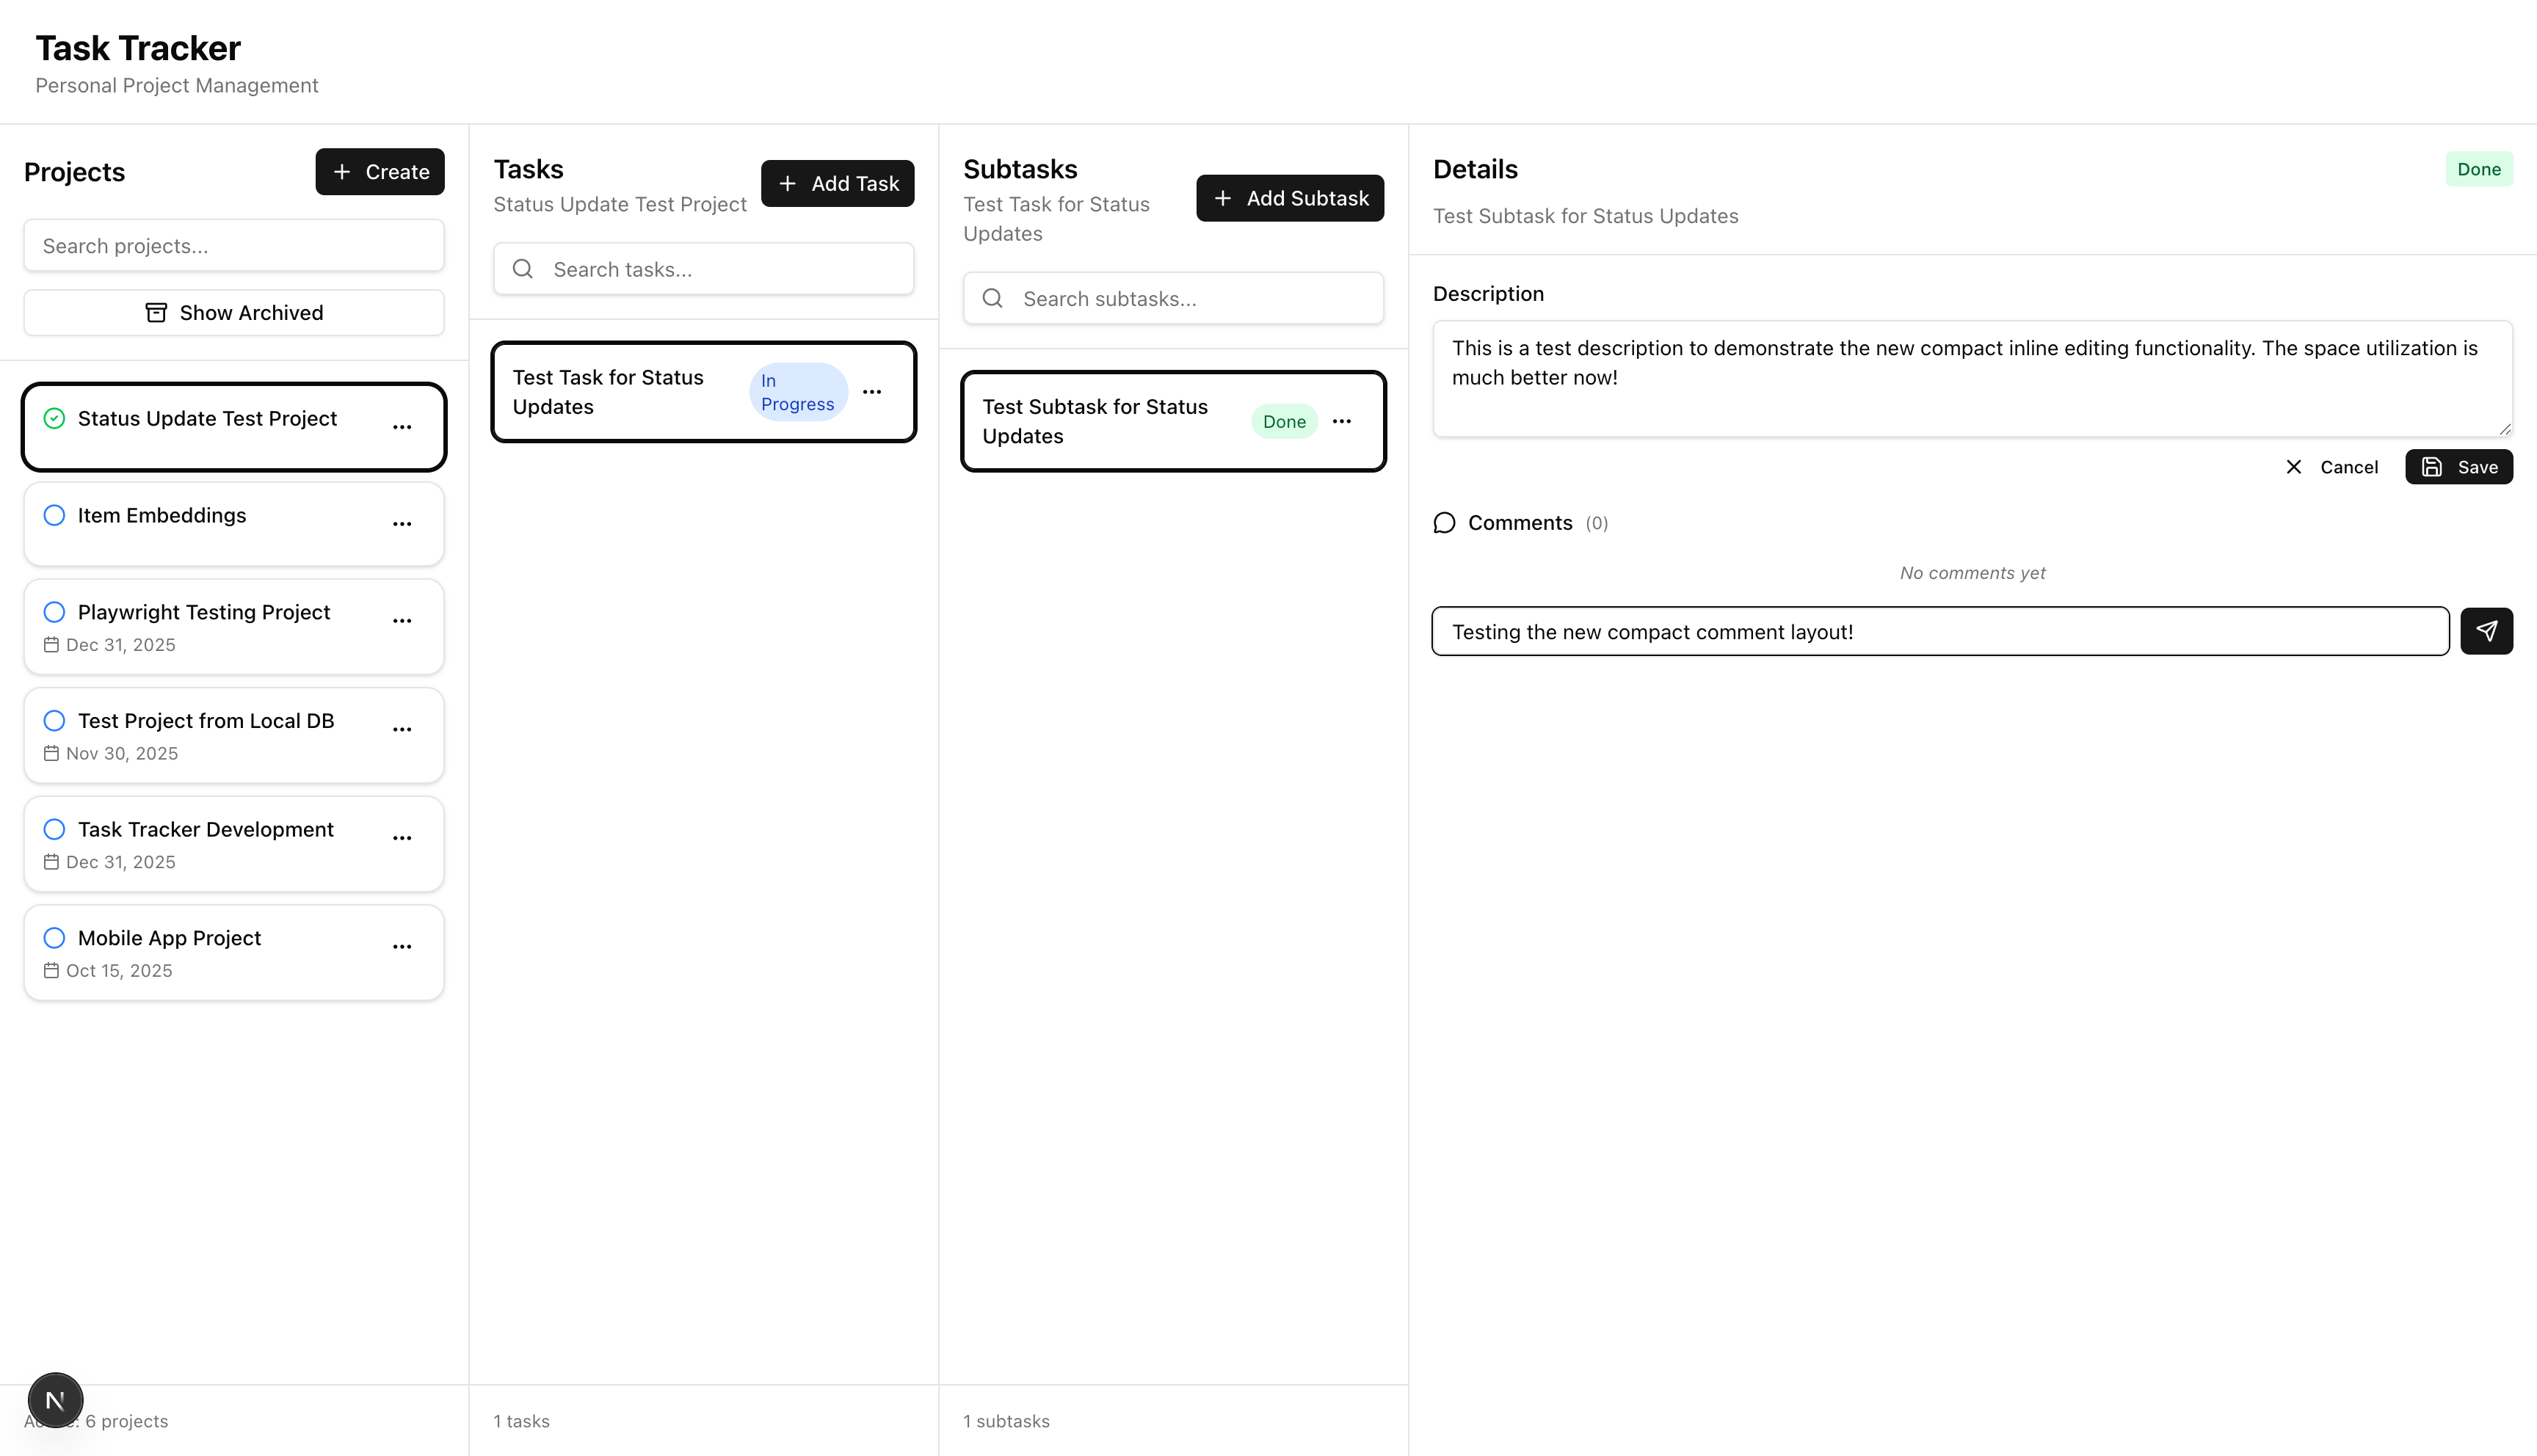 Task Tracker
Personal Project Management
Projects
Create
Search projects...
Show Archived
Status Update Test Project
Item Embeddings
Playwright Testing Project
Dec 31, 2025
Test Project from Local DB
Nov 30, 2025
Task Tracker Development
Dec 31, 2025
Mobile App Project
Oct 15, 2025
N
: 6 projects
Tasks
Status Update Test Project
Add Task
Search tasks...
Test Task for Status
Updates
In
Progress
1 tasks
Subtasks
Test Task for Status
Updates
Add Subtask
Search subtasks...
Test Subtask for Status
Updates
Done
1 subtasks
Details
Done
Test Subtask for Status Updates
Description
This is a test description to demonstrate the new compact inline editing functionality. The space utilization is
much better now!
Cancel
Save
Comments (0)
No comments yet
Testing the new compact comment layout!